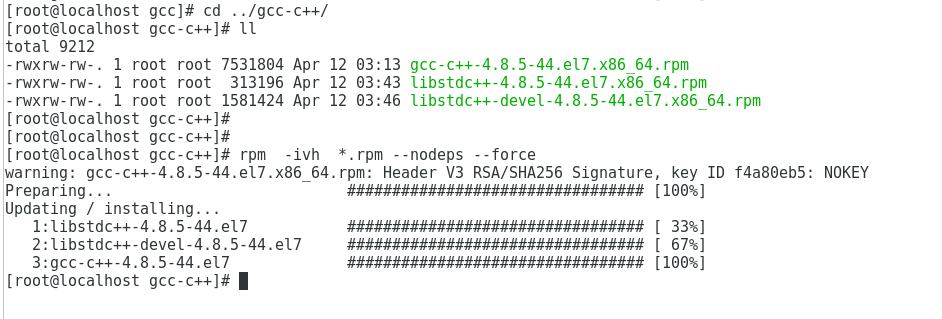 [root@localhost gcc]# cd ../gcc-c++/
[root@localhost gcc-c++]# ll
total 9212
-rwxrw-rw-. 1 root root 7531804 Apr 12 03:13 gcc-c++-4.8.5-44.el7.x86_64.rpm
-rwxrw-rw-. 1 root root  313196 Apr 12 03:43 libstdc++-4.8.5-44.el7.x86_64.rpm
-rwxrw-rw-. 1 root root 1581424 Apr 12 03:46 libstdc++-devel-4.8.5-44.el7.x86_64.rpm
[root@localhost gcc-c++]#
[root@localhost gcc-c++]#
[root@localhost gcc-c++]# rpm  -ivh  *.rpm --nodeps --force
warning: gcc-c++-4.8.5-44.el7.x86_64.rpm: Header V3 RSA/SHA256 Signature, key ID f4a80eb5: NOKEY
Preparing...                          ################################# [100%]
Updating / installing...
   1:libstdc++-4.8.5-44.el7           ################################# [ 33%]
   2:libstdc++-devel-4.8.5-44.el7     ################################# [ 67%]
   3:gcc-c++-4.8.5-44.el7             ################################# [100%]
[root@localhost gcc-c++]#